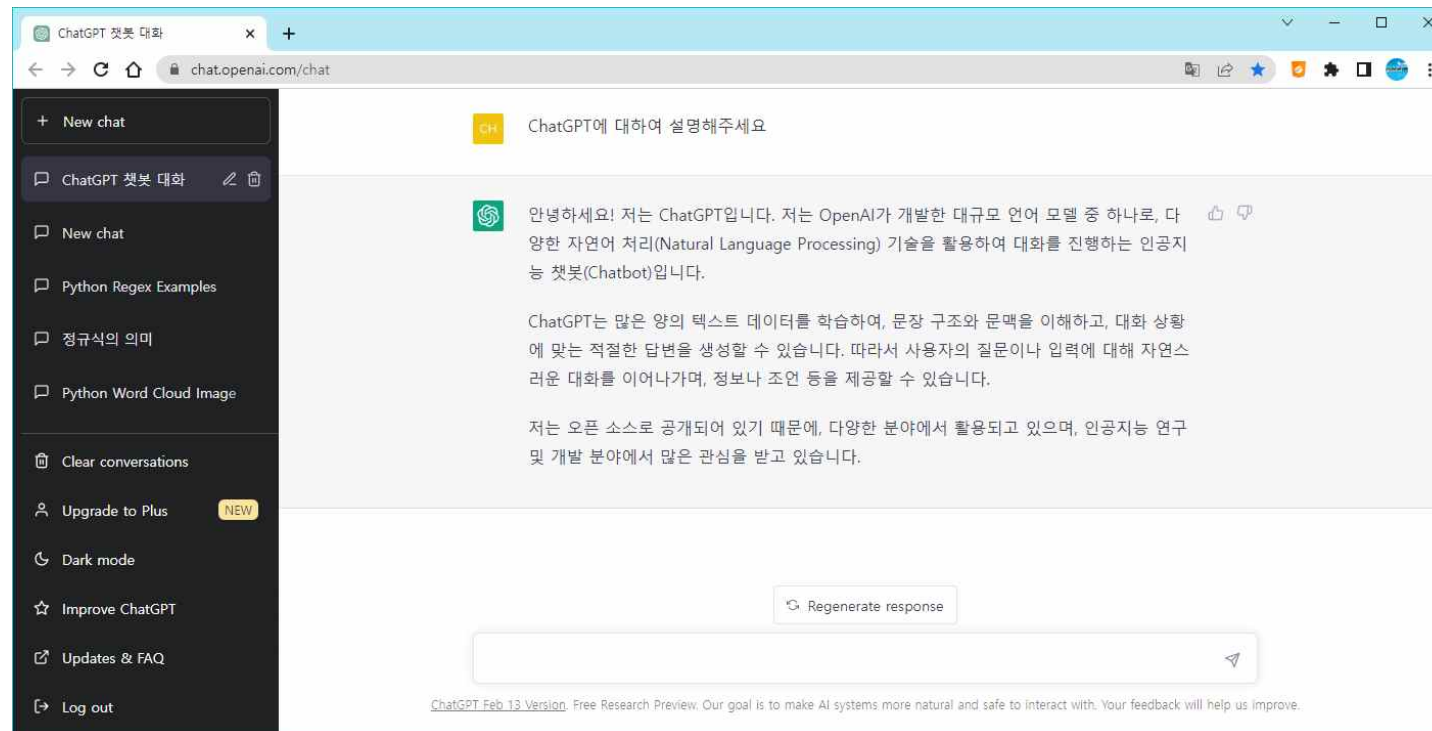 ChatGPT 챗봇 대화
chat.openai.com/chat
New chat
ChatGPT 챗봇 대화
New chat
Python Regex Examples
정규식의 의미
Python Word Cloud Image
Clear conversations
Upgrade to Plus NEW
Dark mode
Improve ChatGPT
Updates & FAQ
Log out
CH ChatGPT에 대하여 설명해주세요
안녕하세요! 저는 ChatGPT입니다. 저는 OpenAI가 개발한 대규모 언어 모델 중 하나로, 다
양한 자연어 처리(Natural Language Processing) 기술을 활용하여 대화를 진행하는 인공지
능 챗봇(Chatbot)입니다.
ChatGPT는 많은 양의 텍스트 데이터를 학습하여, 문장 구조와 문맥을 이해하고, 대화 상황
에 맞는 적절한 답변을 생성할 수 있습니다. 따라서 사용자의 질문이나 입력에 대해 자연스
러운 대화를 이어나가며, 정보나 조언 등을 제공할 수 있습니다.
저는 오픈 소스로 공개되어 있기 때문에, 다양한 분야에서 활용되고 있으며, 인공지능 연구
및 개발 분야에서 많은 관심을 받고 있습니다.
Regenerate response
ChatGPT Feb 13 Version. Free Research Preview. Our goal is to make AI systems more natural and safe to interact with. Your feedback will help us improve.